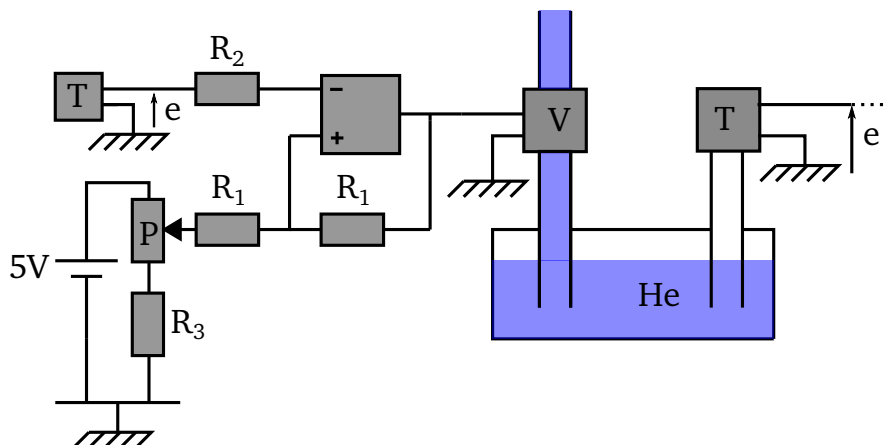 R₂
T
e
−
+
V
T
e
R₁
R₁
P
5V
R₃
He